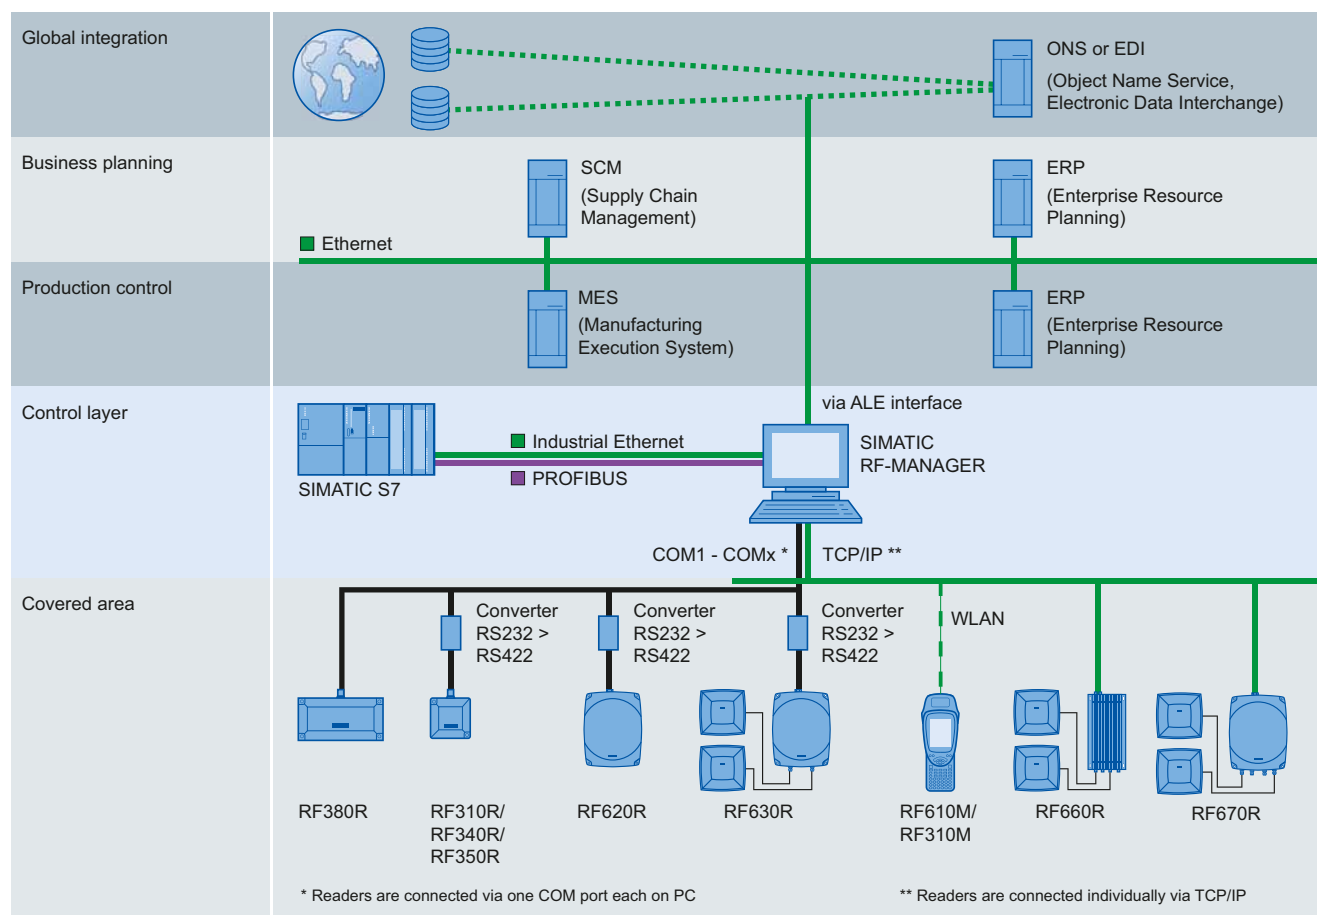 Global integration
ONS or EDI
(Object Name Service,
Electronic Data Interchange)
Business planning
SCM
(Supply Chain
Management)
ERP
(Enterprise Resource
Planning)
Ethernet
Production control
MES
(Manufacturing
Execution System)
ERP
(Enterprise Resource
Planning)
Control layer
via ALE interface
Industrial Ethernet
PROFIBUS
SIMATIC S7
SIMATIC
RF-MANAGER
COM1 - COMx *
TCP/IP **
Covered area
Converter
RS232 >
RS422
Converter
RS232 >
RS422
Converter
RS232 >
RS422
WLAN
RF380R
RF310R/
RF340R/
RF350R
RF620R
RF630R
RF610M/
RF310M
RF660R
RF670R
* Readers are connected via one COM port each on PC
** Readers are connected individually via TCP/IP